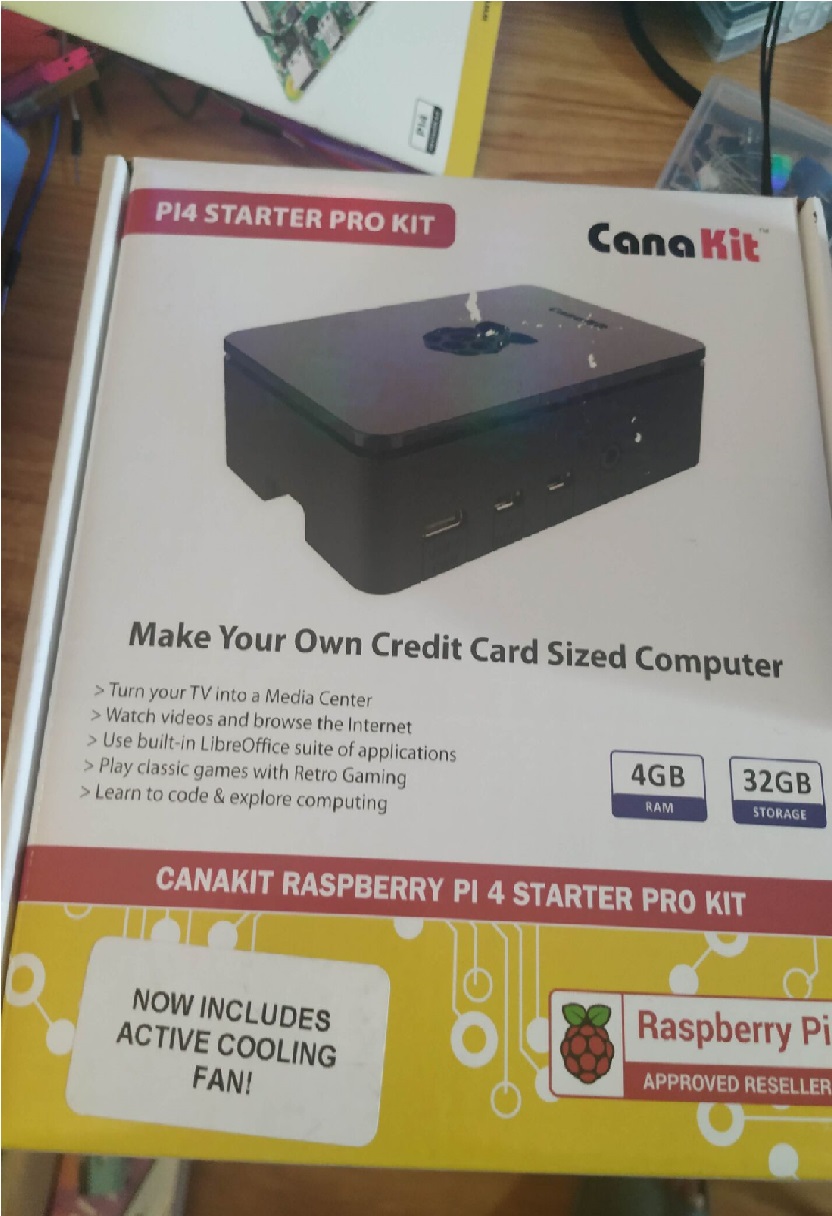 PI4 STARTER PRO KIT
CanaKit™
Make Your Own Credit Card Sized Computer
> Turn your TV into a Media Center
> Watch videos and browse the Internet
> Use built-in LibreOffice suite of applications
> Play classic games with Retro Gaming
> Learn to code & explore computing
4GB
RAM
32GB
STORAGE
CANAKIT RASPBERRY PI 4 STARTER PRO KIT
NOW INCLUDES
ACTIVE COOLING
FAN!
Raspberry Pi
APPROVED RESELLER